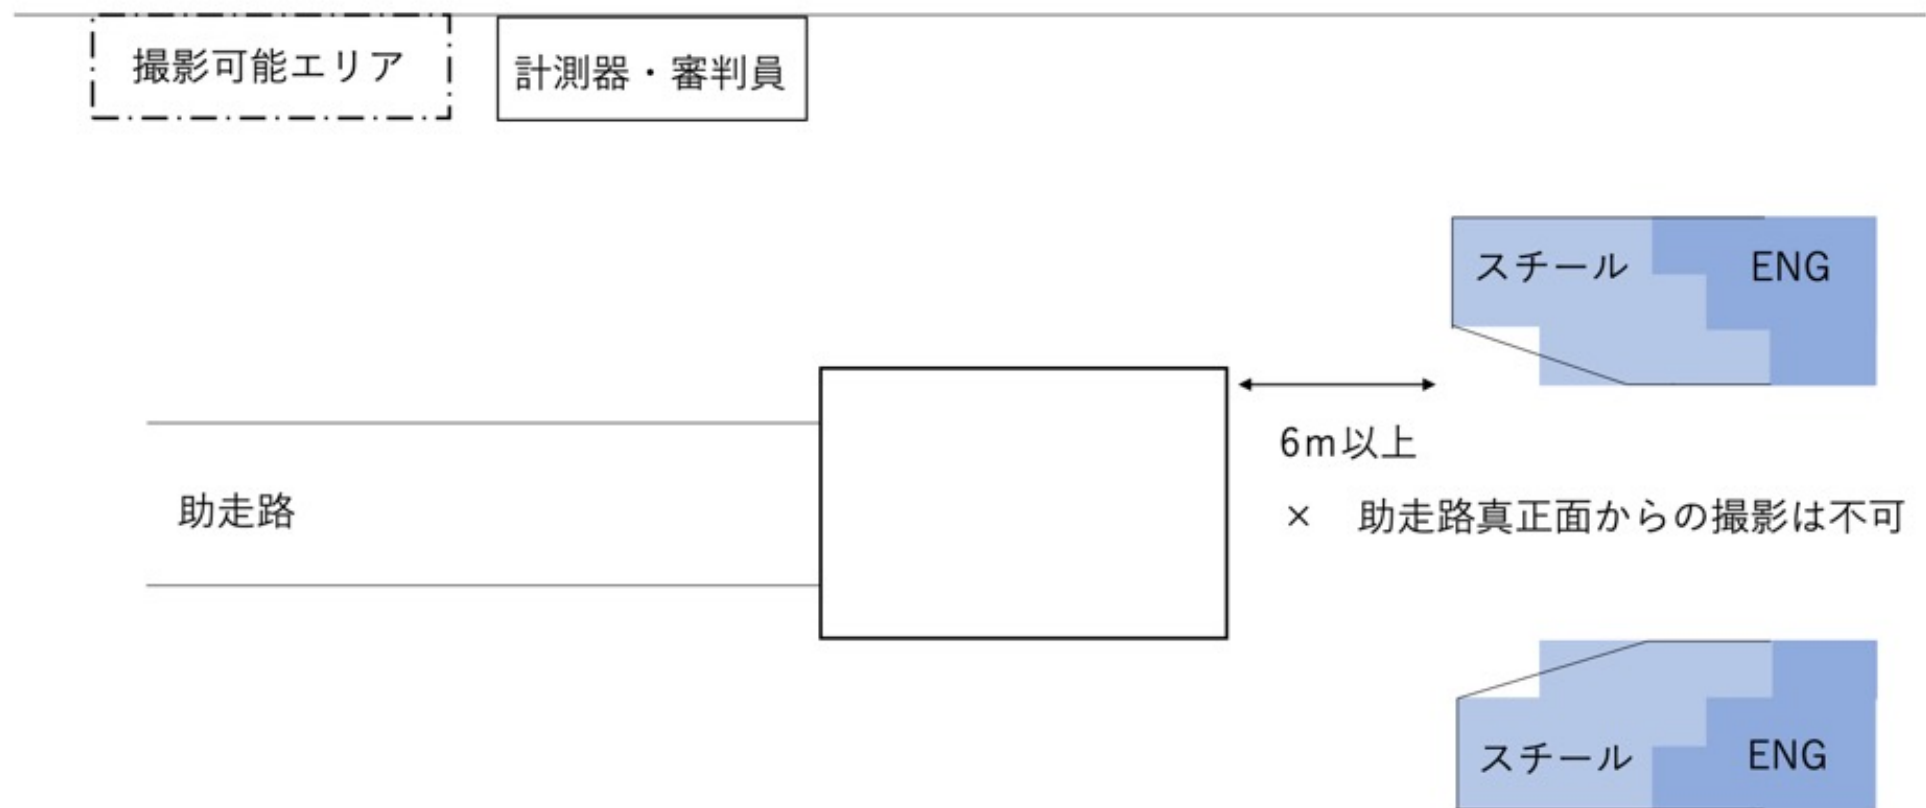 撮影可能エリア
計測器・審判員
スチール
ENG
6m以上
助走路
× 助走路真正面からの撮影は不可
スチール
ENG